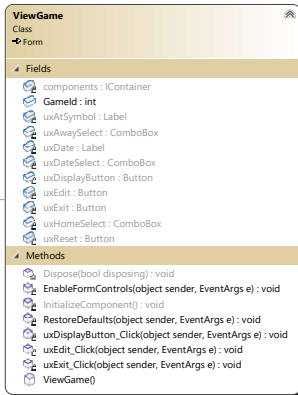 ViewGame
Class
Form
Fields
components : IContainer
GameId : int
uxAtSymbol : Label
uxAwaySelect : ComboBox
uxDate : Label
uxDateSelect : ComboBox
uxDisplayButton : Button
uxEdit : Button
uxExit : Button
uxHomeSelect : ComboBox
uxReset : Button
Methods
Dispose(bool disposing) : void
EnableFormControls(object sender, EventArgs e) : void
InitializeComponent() : void
RestoreDefaults(object sender, EventArgs e) : void
uxDisplayButton_Click(object sender, EventArgs e) : void
uxEdit_Click(object sender, EventArgs e) : void
uxExit_Click(object sender, EventArgs e) : void
ViewGame()